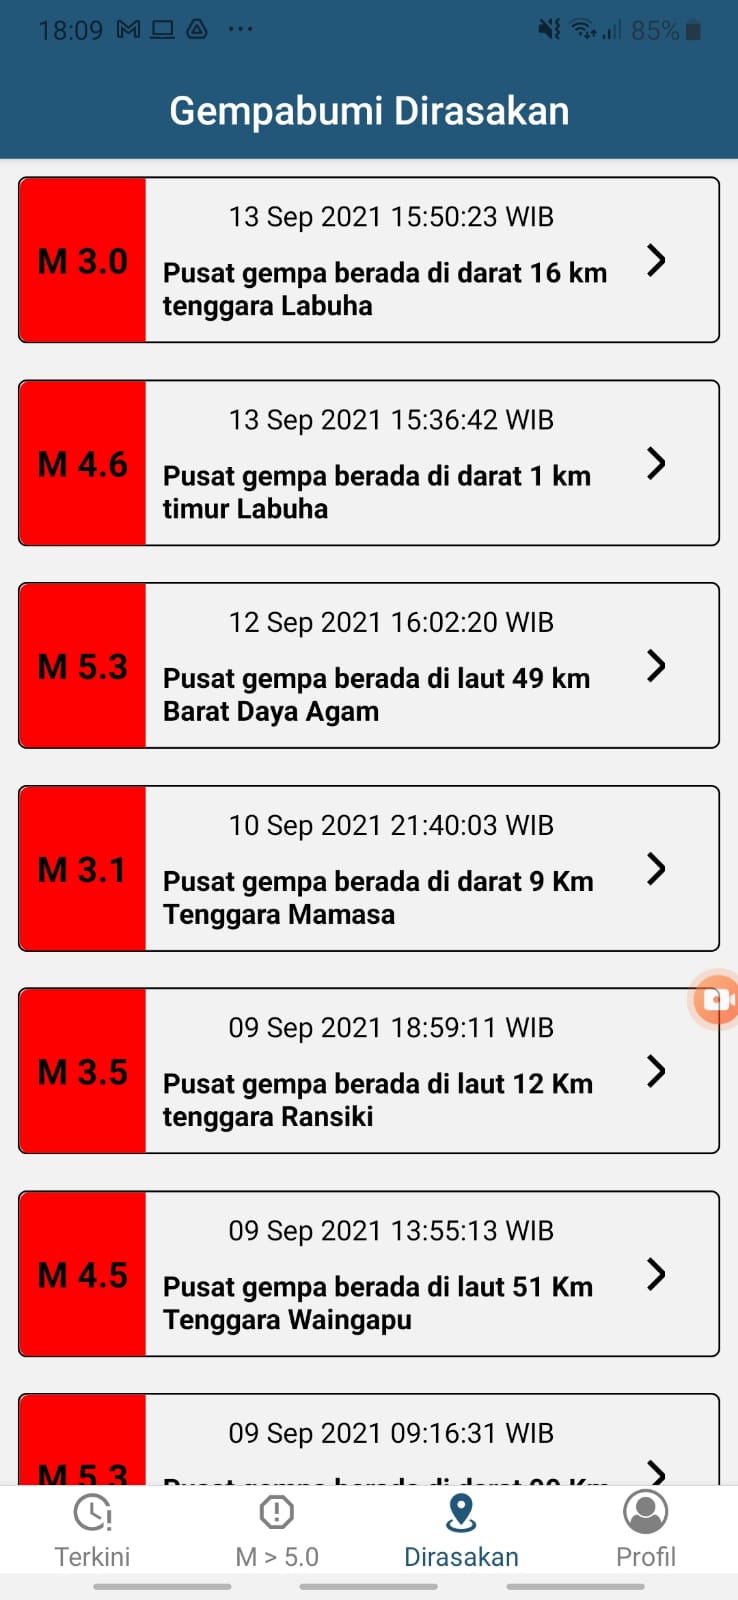 18:09
85%
Gempabumi Dirasakan
13 Sep 2021 15:50:23 WIB
M 3.0
Pusat gempa berada di darat 16 km
tenggara Labuha
13 Sep 2021 15:36:42 WIB
M 4.6
Pusat gempa berada di darat 1 km
timur Labuha
12 Sep 2021 16:02:20 WIB
M 5.3
Pusat gempa berada di laut 49 km
Barat Daya Agam
10 Sep 2021 21:40:03 WIB
M 3.1
Pusat gempa berada di darat 9 Km
Tenggara Mamasa
09 Sep 2021 18:59:11 WIB
M 3.5
Pusat gempa berada di laut 12 Km
tenggara Ransiki
09 Sep 2021 13:55:13 WIB
M 4.5
Pusat gempa berada di laut 51 Km
Tenggara Waingapu
09 Sep 2021 09:16:31 WIB
M 5.3
Pusat gempa berada di darat
Terkini
M > 5.0
Dirasakan
Profil